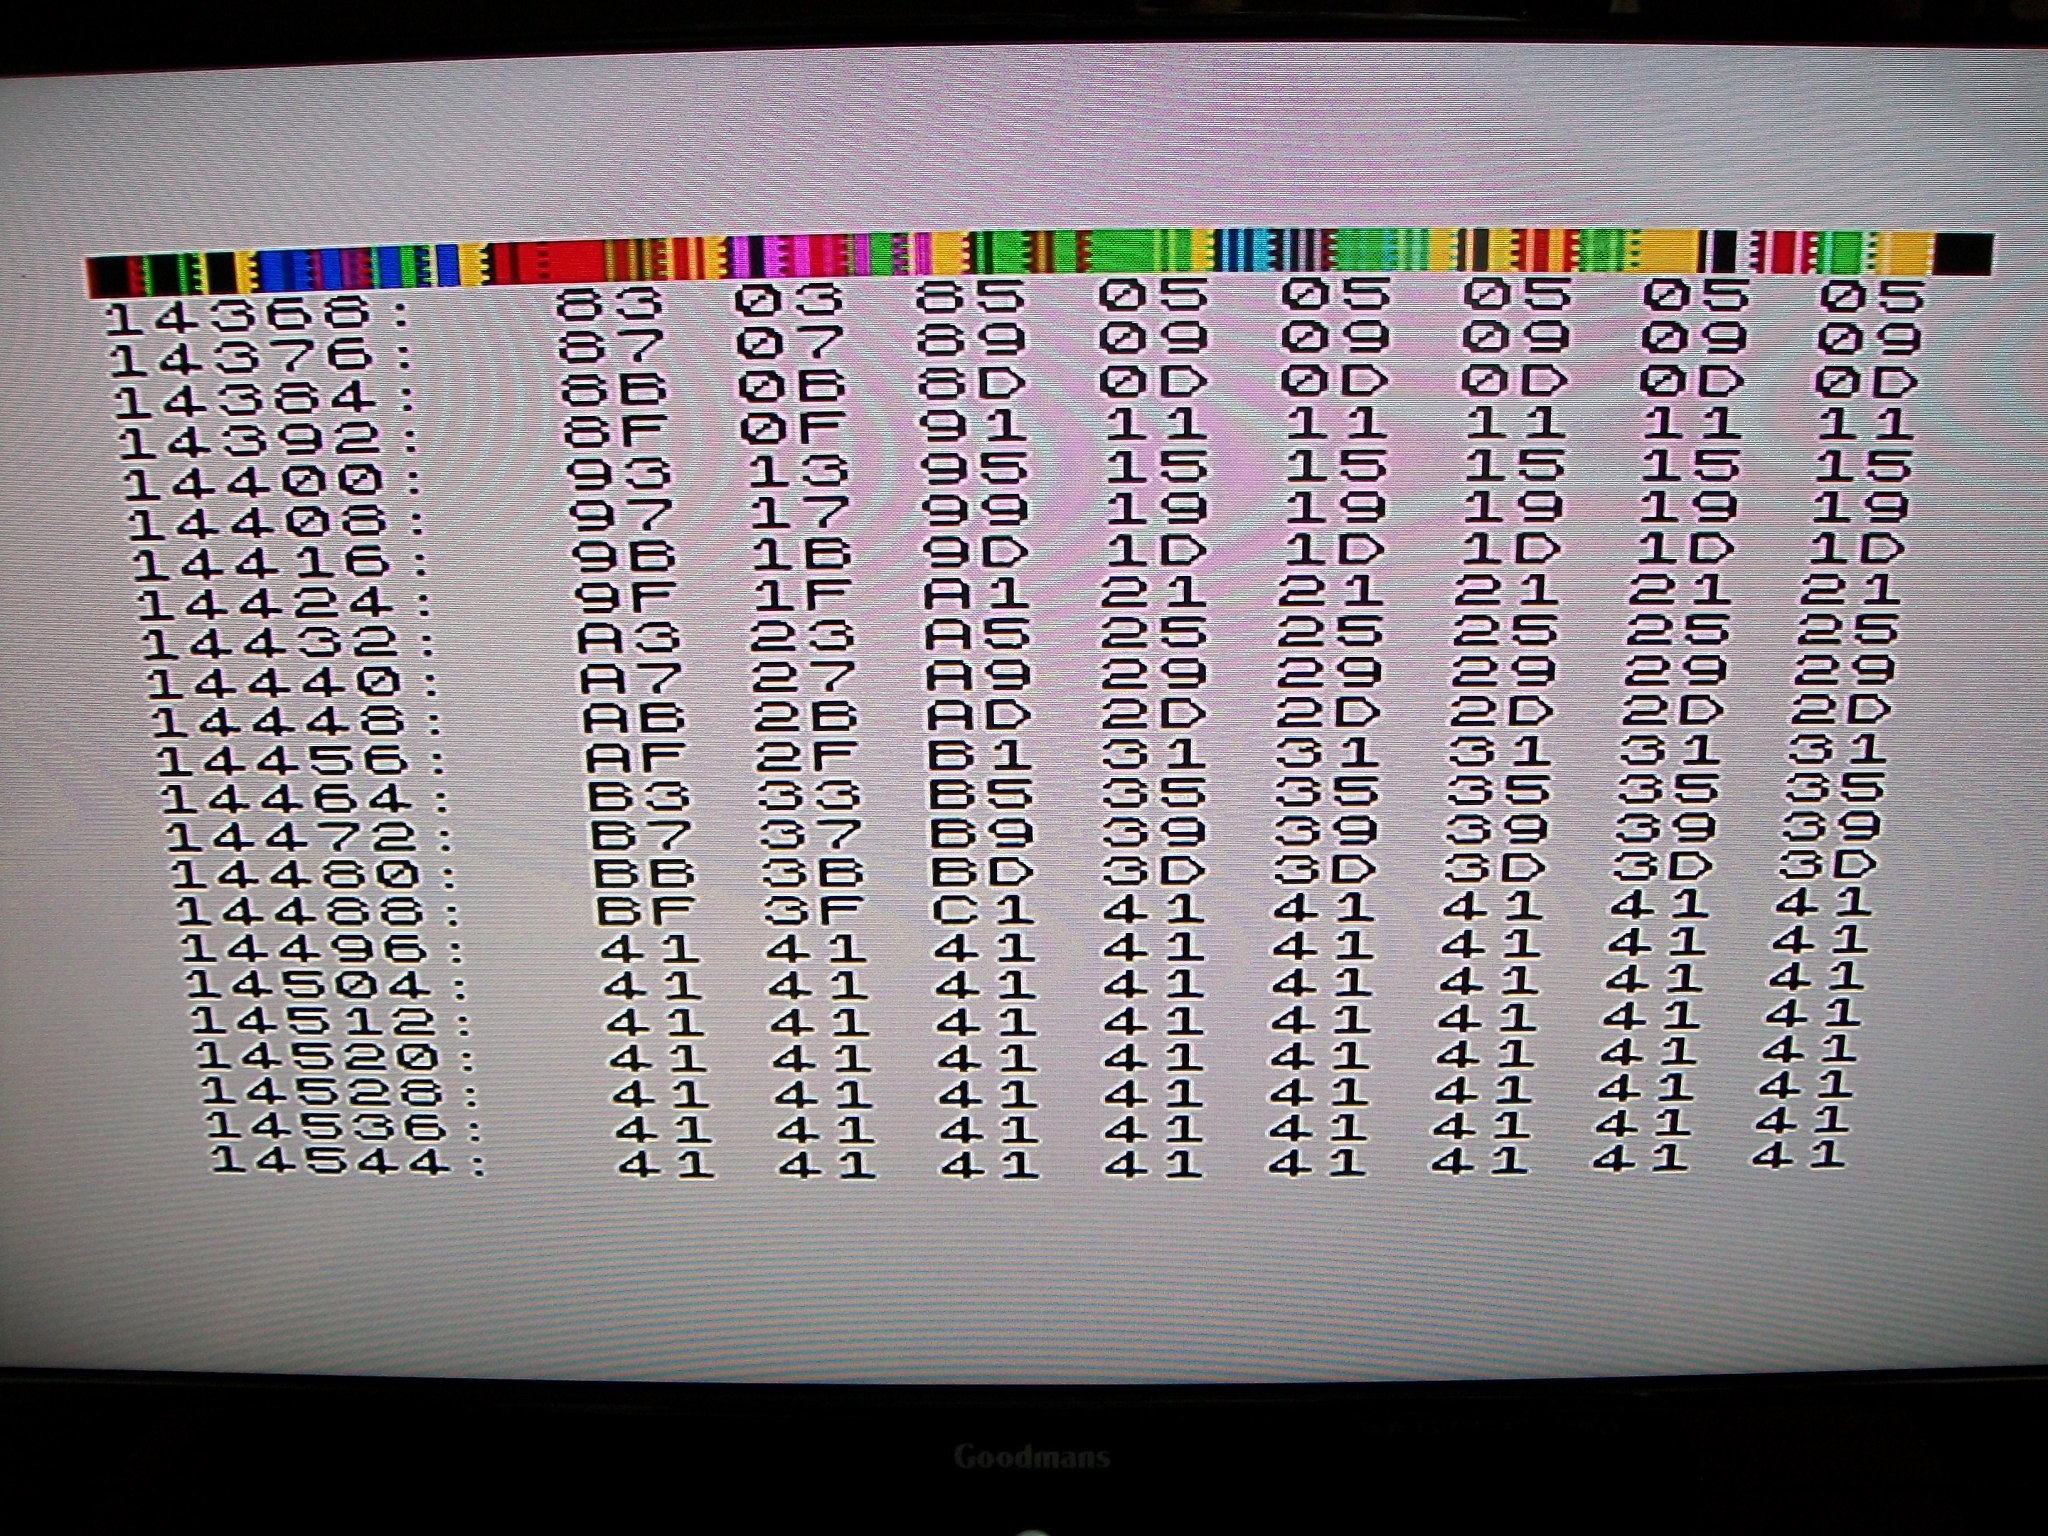 14368: 83 03 85 05 05 05 05 05
14376: 87 07 89 09 09 09 09 09
14384: 8B 0B 8D 0D 0D 0D 0D 0D
14392: 8F 0F 91 11 11 11 11 11
14400: 93 13 95 15 15 15 15 15
14408: 97 17 99 19 19 19 19 19
14416: 9B 1B 9D 1D 1D 1D 1D 1D
14424: 9F 1F A1 21 21 21 21 21
14432: A3 23 A5 25 25 25 25 25
14440: A7 27 A9 29 29 29 29 29
14448: AB 2B AD 2D 2D 2D 2D 2D
14456: AF 2F B1 31 31 31 31 31
14464: B3 33 B5 35 35 35 35 35
14472: B7 37 B9 39 39 39 39 39
14480: BB 3B BD 3D 3D 3D 3D 3D
14488: BF 3F C1 41 41 41 41 41
14496: 41 41 41 41 41 41 41 41
14504: 41 41 41 41 41 41 41 41
14512: 41 41 41 41 41 41 41 41
14520: 41 41 41 41 41 41 41 41
14528: 41 41 41 41 41 41 41 41
14536: 41 41 41 41 41 41 41 41
14544: 41 41 41 41 41 41 41 41
Goodmans